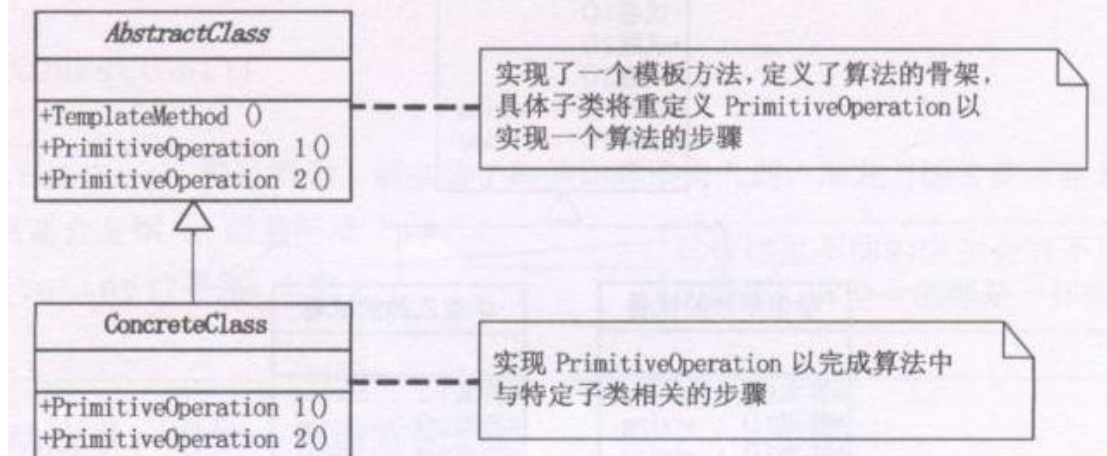 AbstractClass
+TemplateMethod ()
+PrimitiveOperation 1()
+PrimitiveOperation 2()
实现了一个模板方法，定义了算法的骨架，
具体子类将重定义 PrimitiveOperation 以
实现一个算法的步骤
ConcreteClass
+PrimitiveOperation 1()
+PrimitiveOperation 2()
实现 PrimitiveOperation 以完成算法中
与特定子类相关的步骤